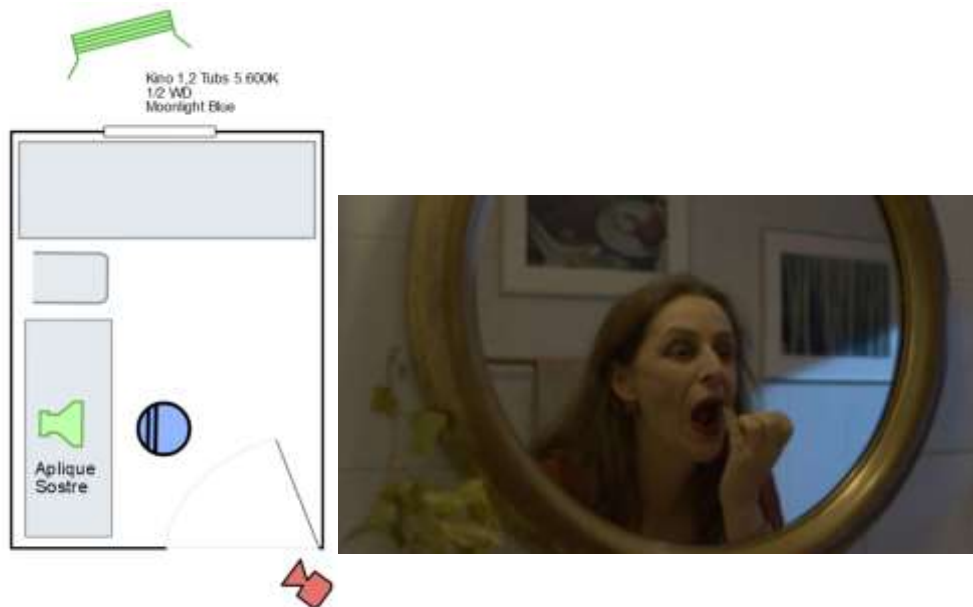 Kino 1,2 Tubs 5.600K
1/2 WD
Moonlight Blue
Aplique
Sostre